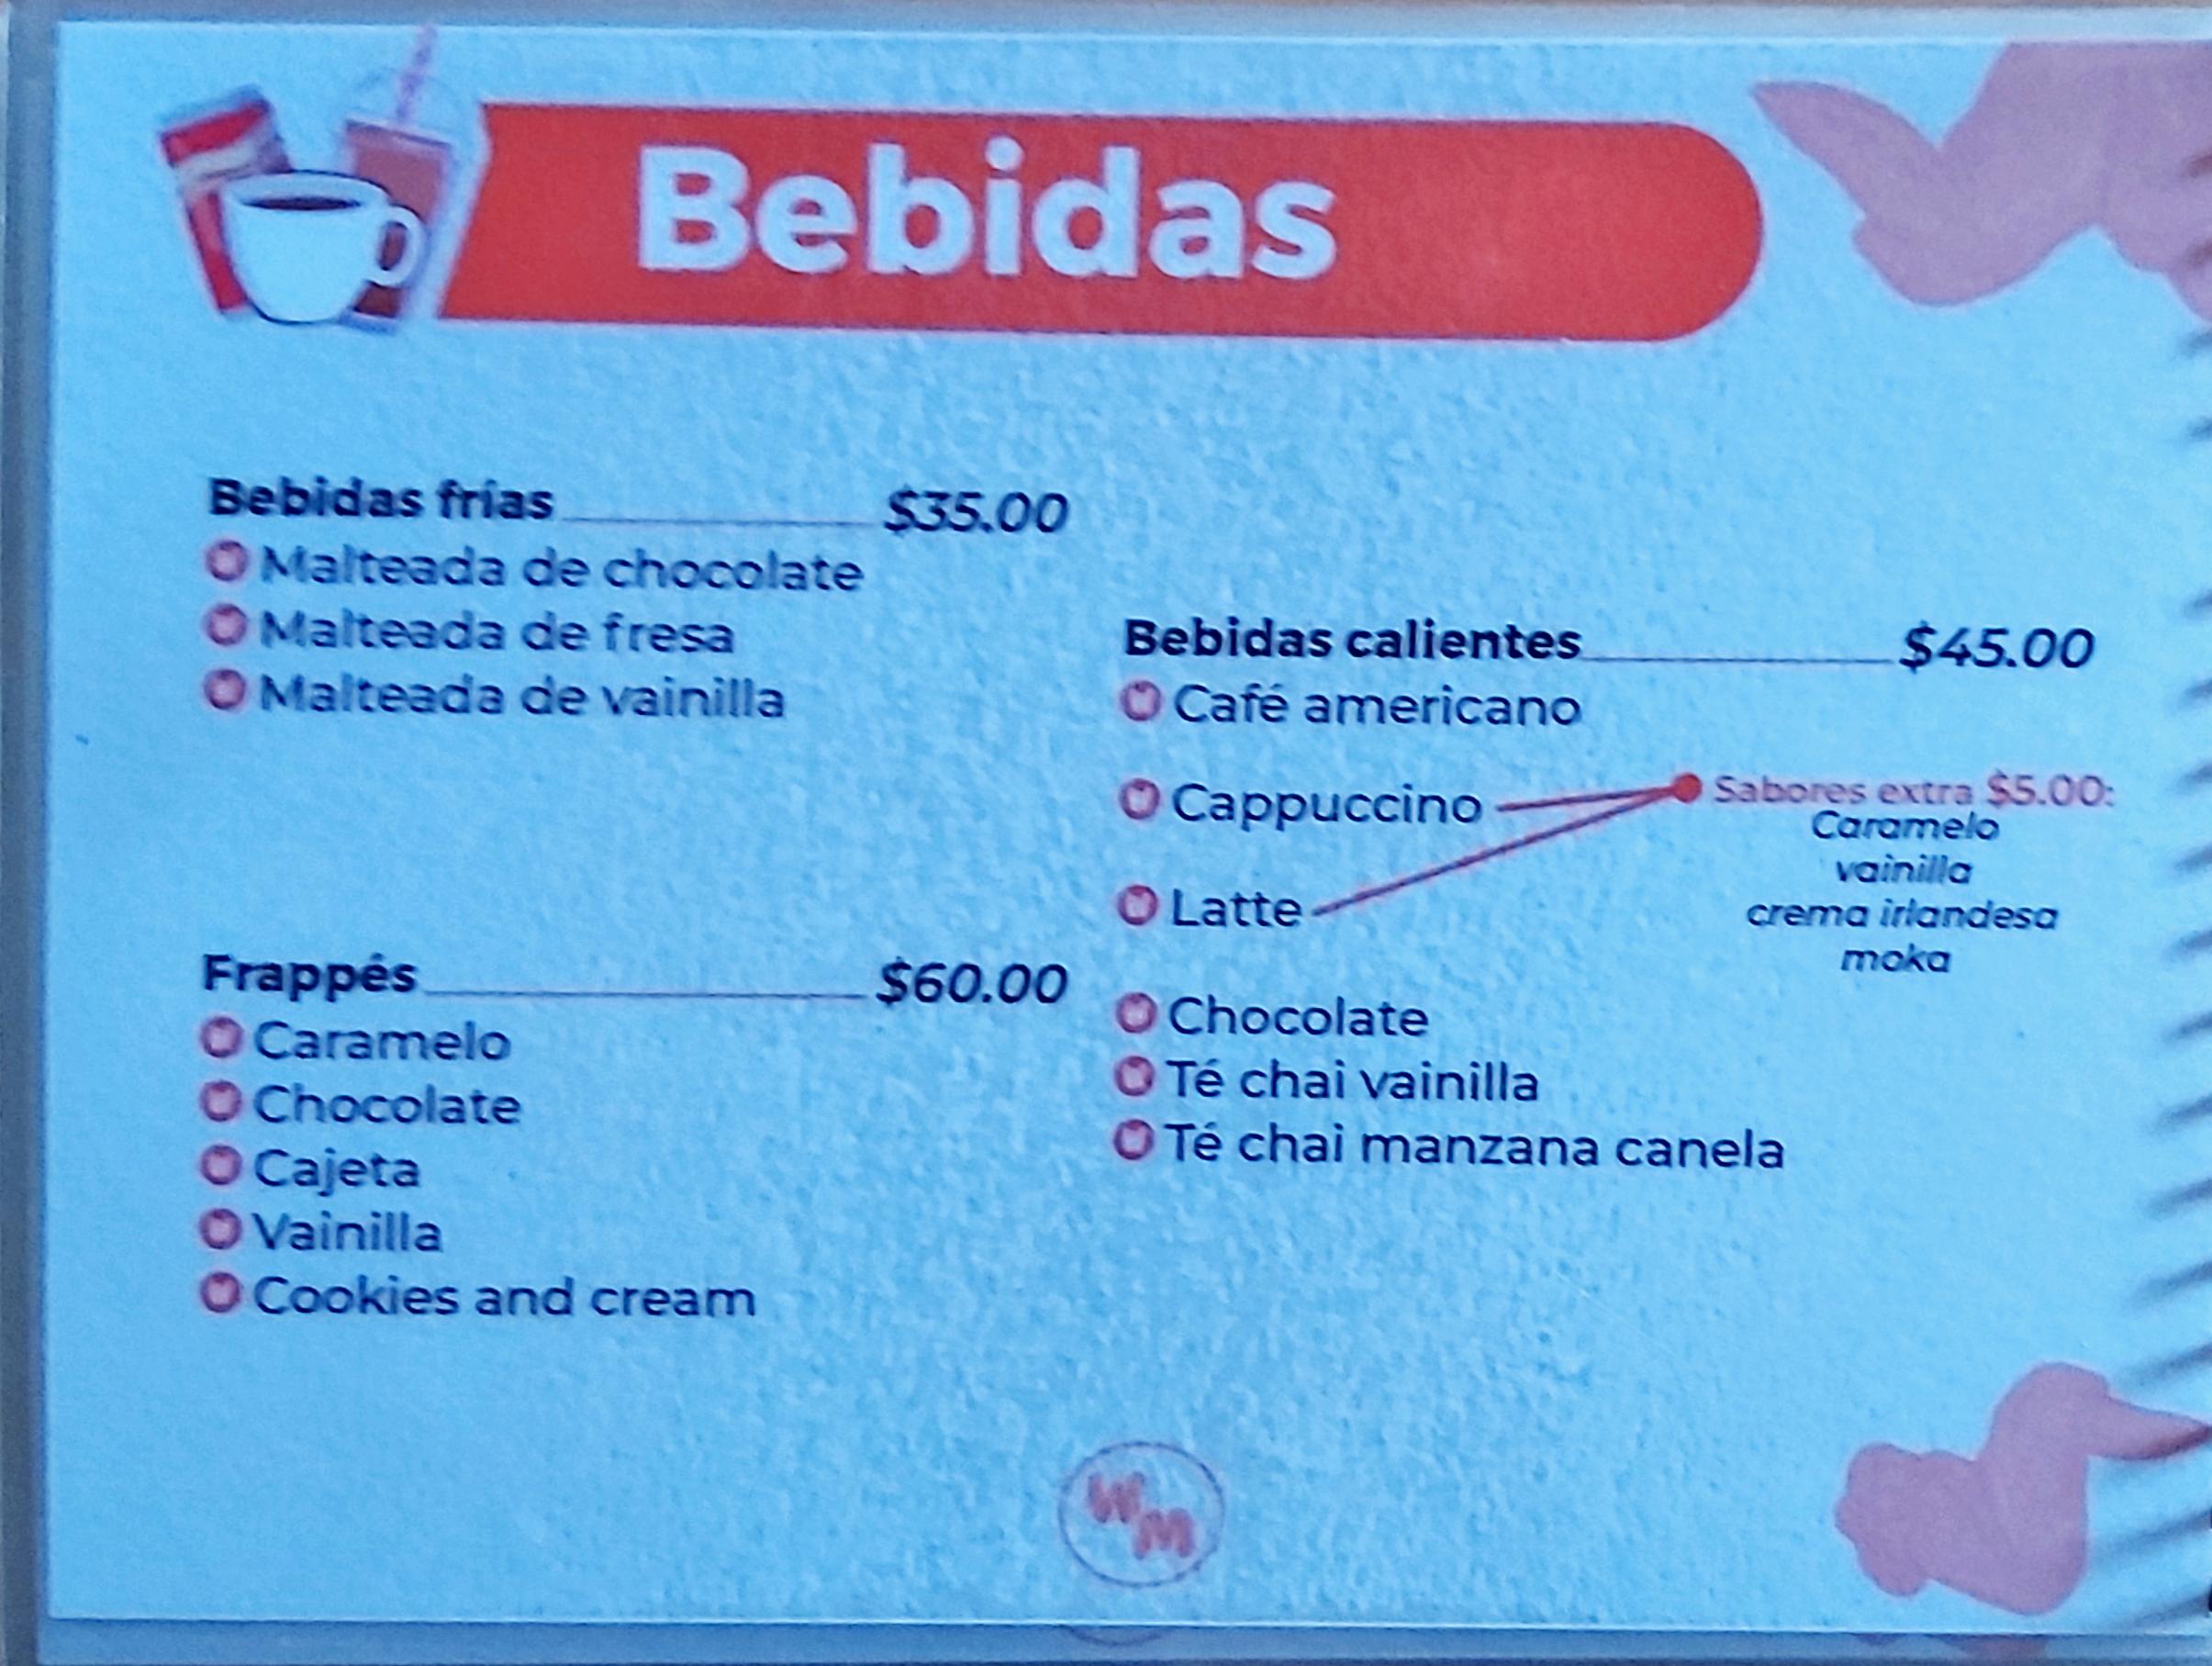 Bebidas
Bebidas frías $35.00
Malteada de chocolate
Malteada de fresa
Malteada de vainilla
Frappés $60.00
Caramelo
Chocolate
Cajeta
Vainilla
Cookies and cream
Bebidas calientes $45.00
Café americano
Cappuccino
Latte
Sabores extra $5.00:
Caramelo
vainilla
crema irlandesa
moka
Chocolate
Té chai vainilla
Té chai manzana canela
WM